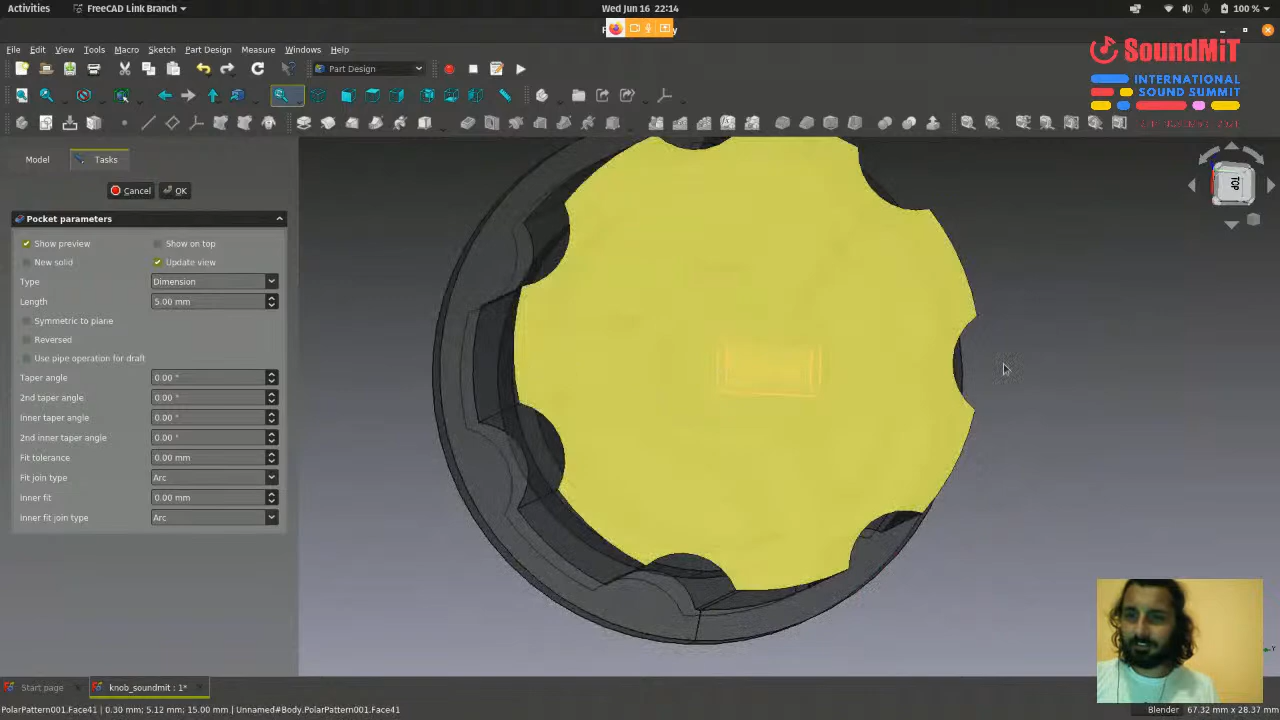 Activities
FreeCAD Link Branch
Wed Jun 16 22:14
100 %
File Edit View Tools Macro Sketch Part Design Measure Windows Help
SoundMiT
INTERNATIONAL
SOUND SUMMIT
Part Design
Model
Tasks
TOP
Cancel
OK
Pocket parameters
Show preview
Show on top
New solid
Update view
Type
Dimension
Length
5.00 mm
Symmetric to plane
Reversed
Use pipe operation for draft
Taper angle
0.00 °
2nd taper angle
0.00 °
Inner taper angle
0.00 °
2nd inner taper angle
0.00 °
Fit tolerance
0.00 mm
Fit join type
Arc
Inner fit
0.00 mm
Inner fit join type
Arc
Start page
knob_soundmit : 1*
PolarPattern001.Face41 | 0.30 mm; 5.12 mm; 15.00 mm | Unnamed#Body.PolarPattern001.Face41
Blender
67.32 mm x 28.37 mm